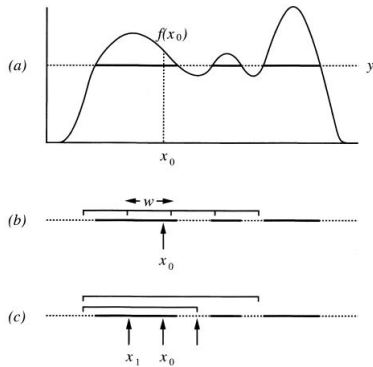 f(x₀)
(a)
y
x₀
(b)
w
x₀
(c)
x₁ x₀